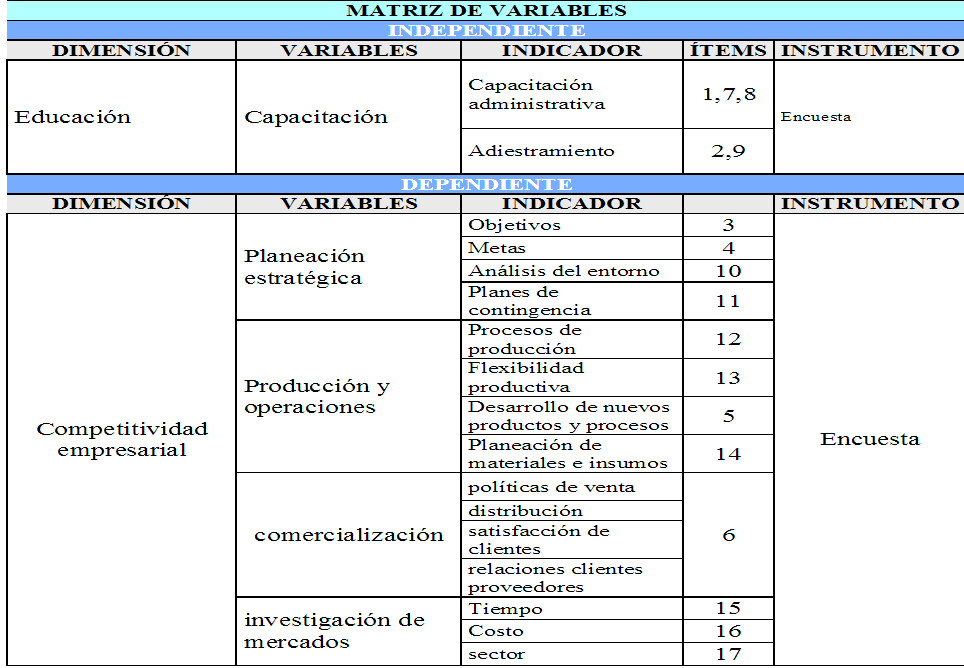 MATRIZ DE VARIABLES
INDEPENDIENTE
DIMENSIÓN VARIABLES INDICADOR ÍTEMS INSTRUMENTO
Educación
Capacitación
Capacitación
administrativa
1,7,8
Encuesta
Adiestramiento
2,9
DEPENDIENTE
DIMENSIÓN VARIABLES INDICADOR INSTRUMENTO
Competitividad
empresarial
Planeación
estratégica
Objetivos
3
Metas
4
Análisis del entorno
10
Planes de
contingencia
11
Producción y
operaciones
Procesos de
producción
12
Flexibilidad
productiva
13
Desarrollo de nuevos
productos y procesos
5
Planeación de
materiales e insumos
14
comercialización
políticas de venta
distribución
satisfacción de
clientes
relaciones clientes
proveedores
6
investigación de
mercados
Tiempo
15
Costo
16
sector
17
Encuesta